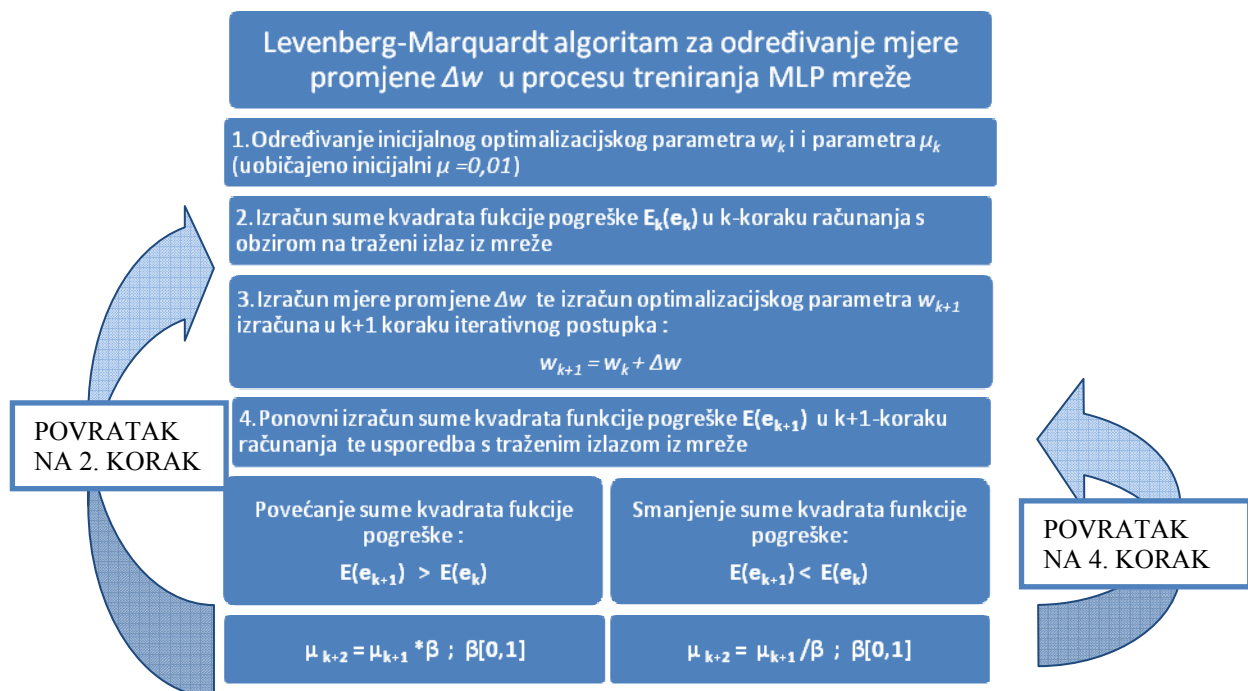 Levenberg-Marquardt algoritam za određivanje mjere
promjene Δw u procesu treniranja MLP mreže
1.Određivanje inicijalnog optimalizacijskog parametra wₖ i i parametra μₖ
(uobičajeno inicijalni μ =0,01)
2.Izračun sume kvadrata fukcije pogreške Eₖ(eₖ) u k-koraku računanja s
obzirom na traženi izlaz iz mreže
3.Izračun mjere promjene Δw te izračun optimalizacijskog parametra wₖ₊₁
izračuna u k+1 koraku iterativnog postupka :
wₖ₊₁ = wₖ + Δw
4.Ponovni izračun sume kvadrata funkcije pogreške E(eₖ₊₁) u k+1-koraku
računanja te usporedba s traženim izlazom iz mreže
POVRATAK
NA 2. KORAK
Povećanje sume kvadrata fukcije
pogreške :
E(eₖ₊₁) > E(eₖ)
μ ₖ₊₂ = μₖ₊₁ *β ; β[0,1]
Smanjenje sume kvadrata funkcije
pogreške:
E(eₖ₊₁) < E(eₖ)
μ ₖ₊₂ = μₖ₊₁ /β ; β[0,1]
POVRATAK
NA 4. KORAK